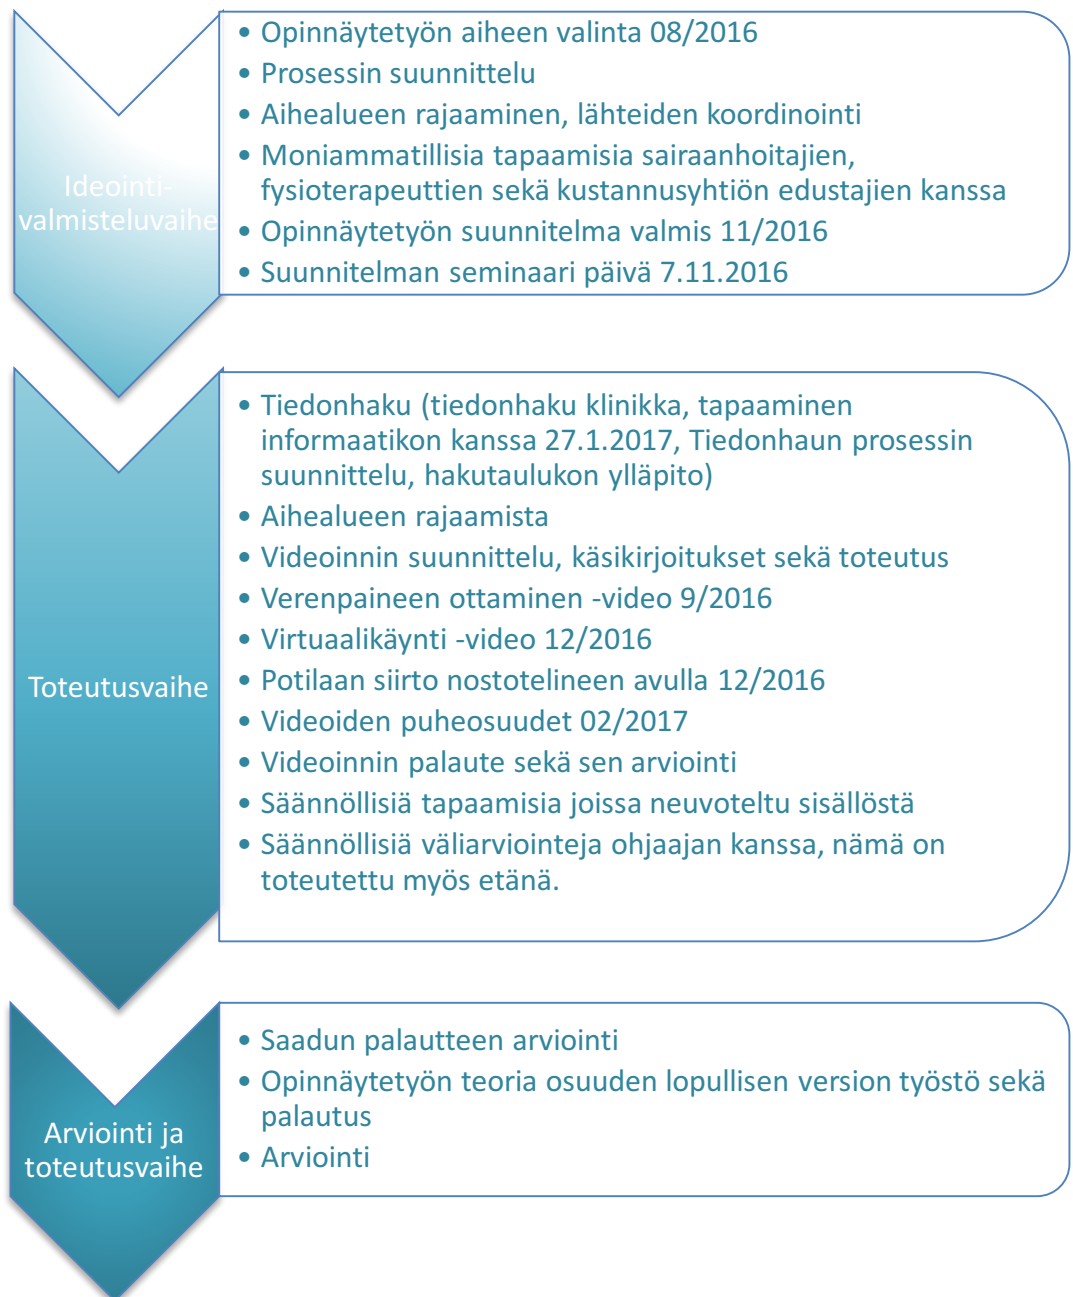 Ideointi-
valmisteluvaihe
• Opinnäytetyön aiheen valinta 08/2016
• Prosessin suunnittelu
• Aihealueen rajaaminen, lähteiden koordinointi
• Moniammatillisia tapaamisia sairaanhoitajien,
fysioterapeuttien sekä kustannusyhtiön edustajien kanssa
• Opinnäytetyön suunnitelma valmis 11/2016
• Suunnitelman seminaari päivä 7.11.2016
Toteutusvaihe
• Tiedonhaku (tiedonhaku klinikka, tapaaminen
informaatikon kanssa 27.1.2017, Tiedonhaun prosessin
suunnittelu, hakutaulukon ylläpito)
• Aihealueen rajaamista
• Videoinnin suunnittelu, käsikirjoitukset sekä toteutus
• Verenpaineen ottaminen -video 9/2016
• Virtuaalikäynti -video 12/2016
• Potilaan siirto nostotelineen avulla 12/2016
• Videoiden puheosuudet 02/2017
• Videoinnin palaute sekä sen arviointi
• Säännöllisiä tapaamisia joissa neuvoteltu sisällöstä
• Säännöllisiä väliarviointeja ohjaajan kanssa, nämä on
toteutettu myös etänä.
Arviointi ja
toteutusvaihe
• Saadun palautteen arviointi
• Opinnäytetyön teoria osuuden lopullisen version työstö sekä
palautus
• Arviointi